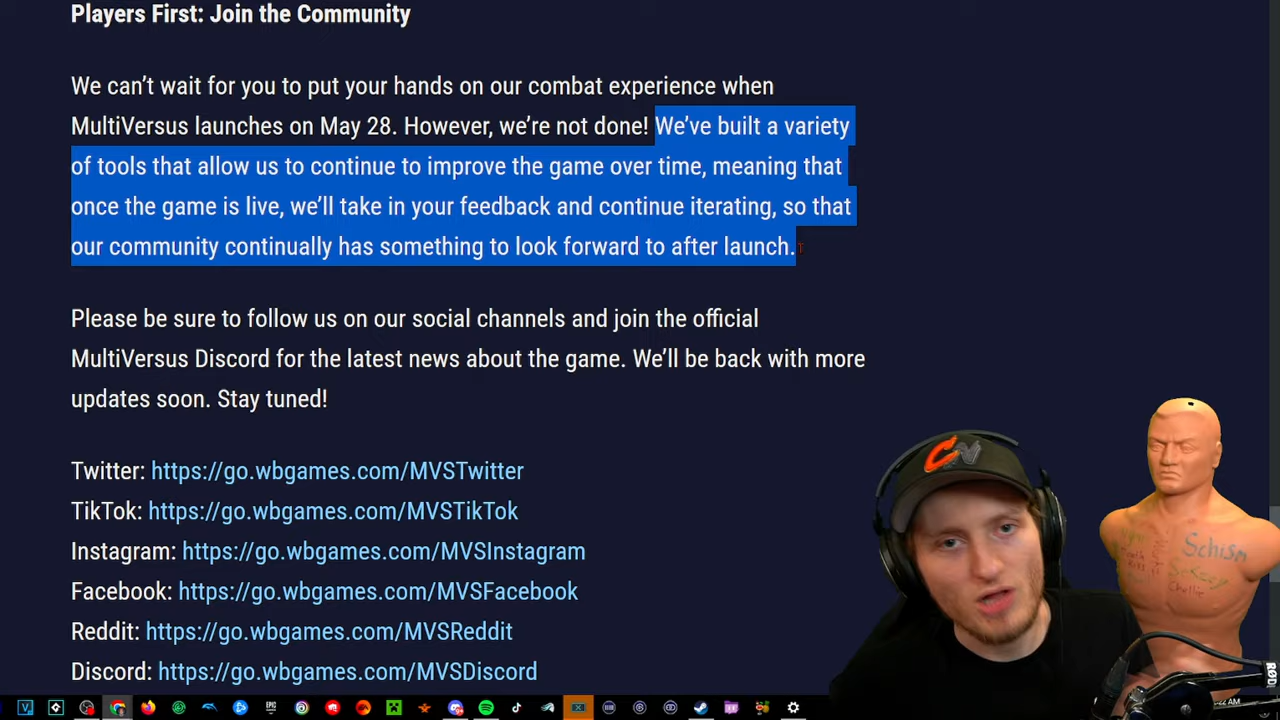 Players First: Join the Community
We can't wait for you to put your hands on our combat experience when
MultiVersus launches on May 28. However, we're not done! We've built a variety
of tools that allow us to continue to improve the game over time, meaning that
once the game is live, we'll take in your feedback and continue iterating, so that
our community continually has something to look forward to after launch.
Please be sure to follow us on our social channels and join the official
MultiVersus Discord for the latest news about the game. We'll be back with more
updates soon. Stay tuned!
Twitter: https://go.wbgames.com/MVSTwitter
TikTok: https://go.wbgames.com/MVSTikTok
Instagram: https://go.wbgames.com/MVSInstagram
Facebook: https://go.wbgames.com/MVSFacebook
Reddit: https://go.wbgames.com/MVSReddit
Discord: https://go.wbgames.com/MVSDiscord
CN
Schism
EPIC
AM